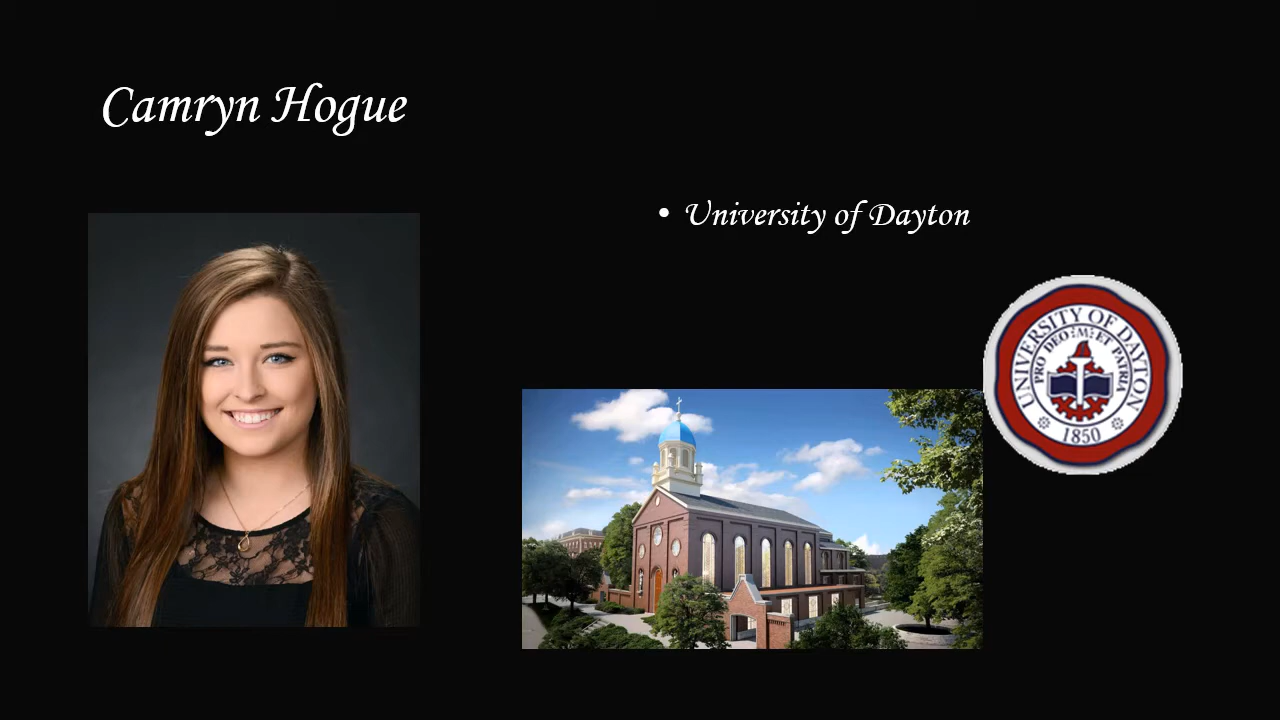 Camryn Hogue
• University of Dayton
UNIVERSITY OF DAYTON
PRO DEO :M: ET PATRIA
1850